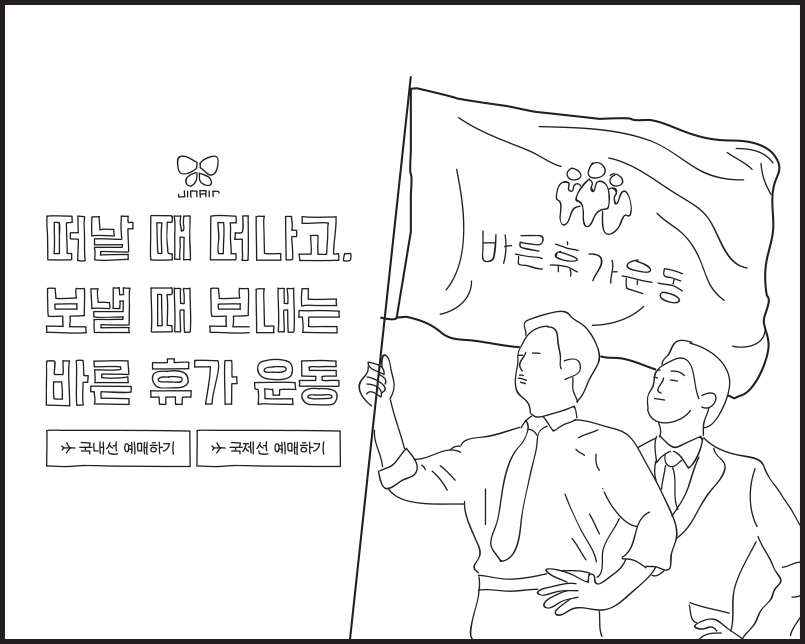 JINAIR
떠날 때 떠나고,
보낼 때 보내는
바른 휴가 운동
국내선 예매하기
국제선 예매하기
바른휴가운동